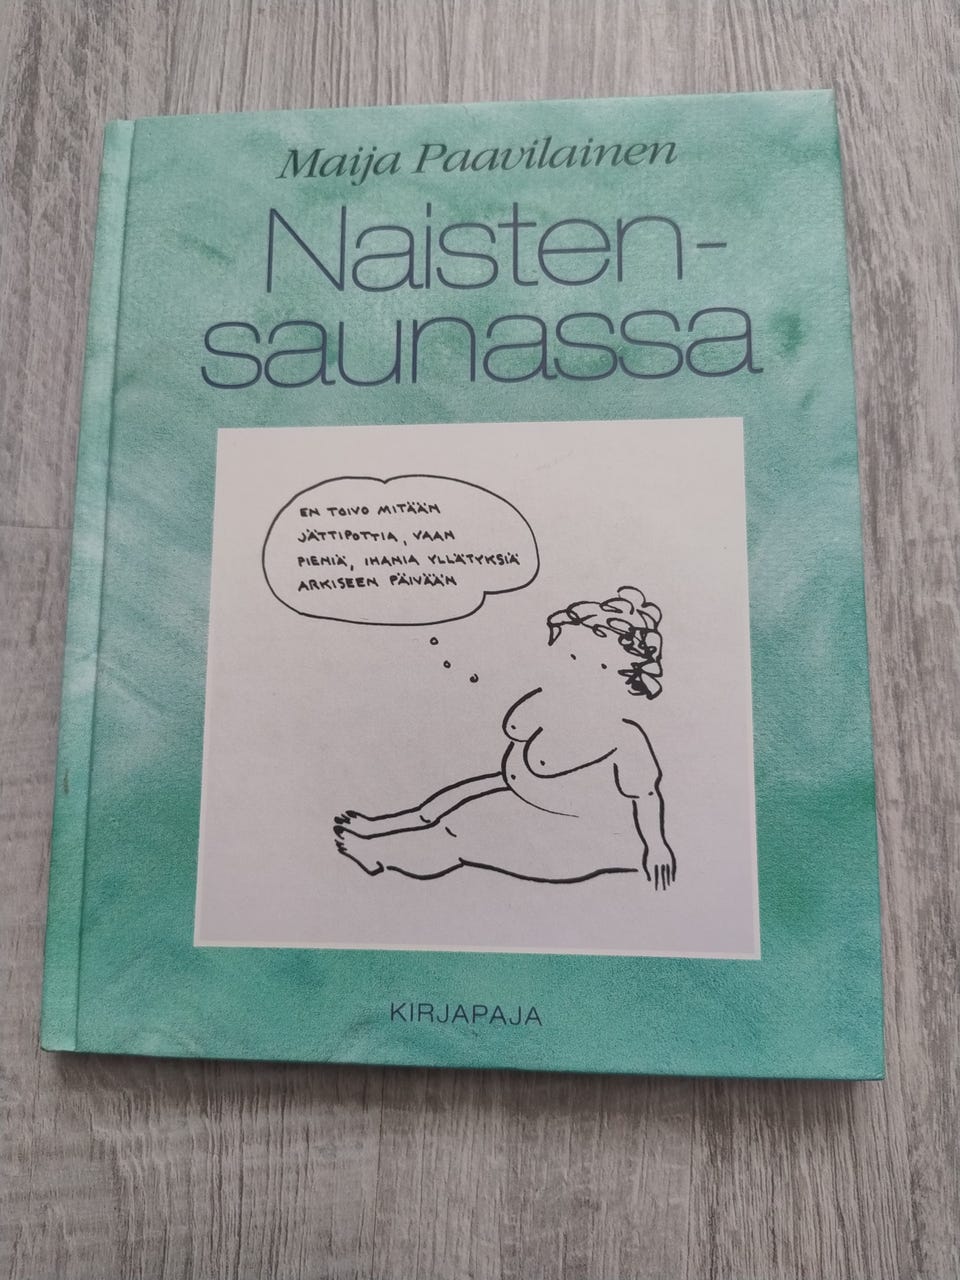 Maija Paavilainen
Naisten-
saunassa
EN TOIVO MITÄÄN
JÄTTIPOTTIA, VAAN
PIENIÄ, IHANIA YLLÄTYKSIÄ
ARKISEEN PÄIVÄÄN
KIRJAPAJA